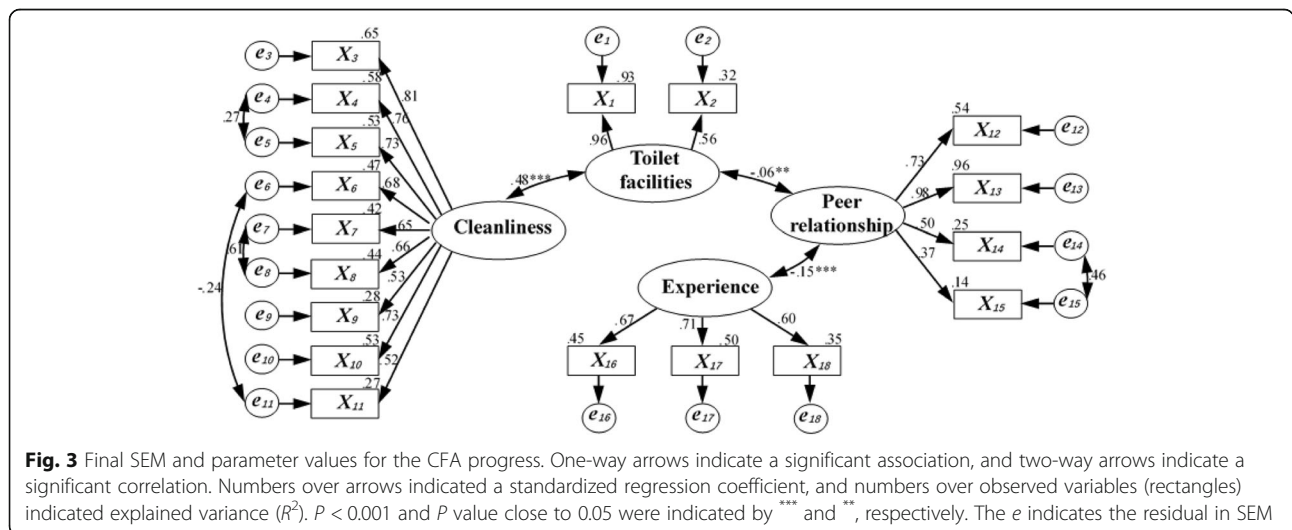 .65
e3 X3
.58
e4 X4 .81
.27 .53 .76
e5 X5 .73
.47
e6 X6 .68
.42
e7 X7 .65
.61 .44 .66
e8 X8 .53
-.24 .28
e9 X9 .73
.53
e10 X10 .52
.27
e11 X11
Cleanliness
.48***
e1 e2
.93 .32
X1 X2
.96 .56
Toilet
facilities
-.06**
Peer
relationship
-.15***
.54
X12 e12
.73 .96
X13 e13
.98
.50 .25
X14 e14
.37 .46
.14
X15 e15
Experience
.67 .71 .60
.45 .50 .35
X16 X17 X18
e16 e17 e18
Fig. 3 Final SEM and parameter values for the CFA progress. One-way arrows indicate a significant association, and two-way arrows indicate a
significant correlation. Numbers over arrows indicated a standardized regression coefficient, and numbers over observed variables (rectangles)
indicated explained variance (R²). P < 0.001 and P value close to 0.05 were indicated by *** and **, respectively. The e indicates the residual in SEM